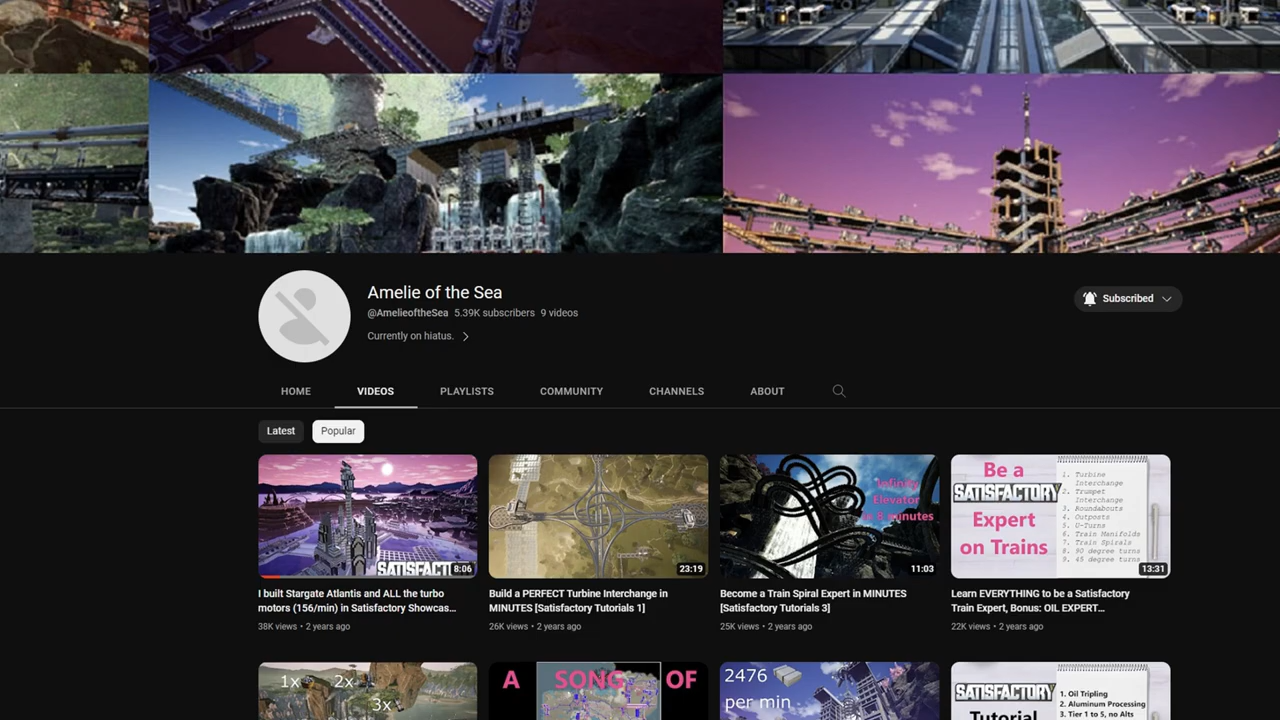 Amelie of the Sea
@AmelieoftheSea 5.39K subscribers 9 videos
Currently on hiatus.
Subscribed
HOME VIDEOS PLAYLISTS COMMUNITY CHANNELS ABOUT
Latest Popular
SATISFACT
8:06
23:19
Infinity
Elevator
in 8 minutes
11:03
Be a
SATISFACTORY
Expert
on Trains
1. Turbine
Interchange
2. Trumpet
Interchange
3. Roundabouts
4. Outposts
5. U-Turns
6. Train Manifolds
7. Train Spirals
8. 90 degree turns
9. 45 degree turns
13:31
I built Stargate Atlantis and ALL the turbo
motors (156/min) in Satisfactory Showcas...
38K views • 2 years ago
Build a PERFECT Turbine Interchange in
MINUTES [Satisfactory Tutorials 1]
26K views • 2 years ago
Become a Train Spiral Expert in MINUTES
[Satisfactory Tutorials 3]
25K views • 2 years ago
Learn EVERYTHING to be a Satisfactory
Train Expert, Bonus: OIL EXPERT...
22K views • 2 years ago
1x 2x
3x
A SONG OF
2476
per min
SATISFACTORY
Tutorial
1. Oil Tripling
2. Aluminum Processing
3. Tier 1 to 5, no Alts